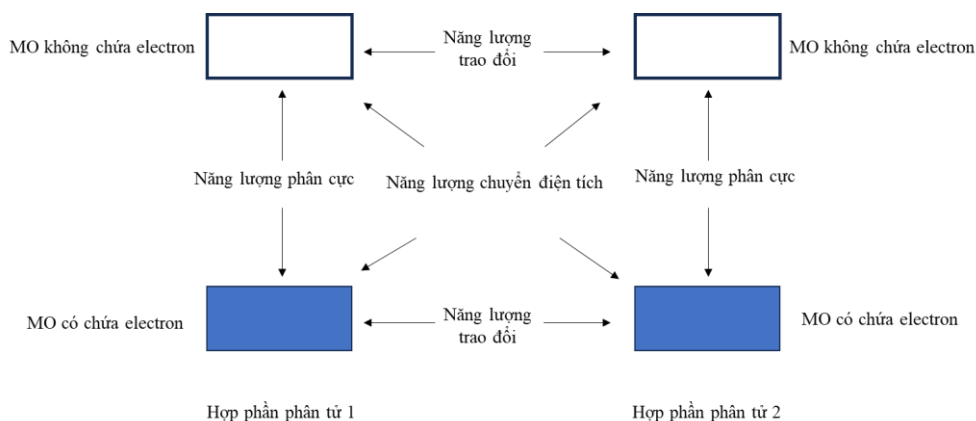 MO không chứa electron
Năng lượng
trao đổi
MO không chứa electron
Năng lượng phân cực
Năng lượng chuyển điện tích
Năng lượng phân cực
MO có chứa electron
Năng lượng
trao đổi
MO có chứa electron
Hợp phần phân tử 1
Hợp phần phân tử 2